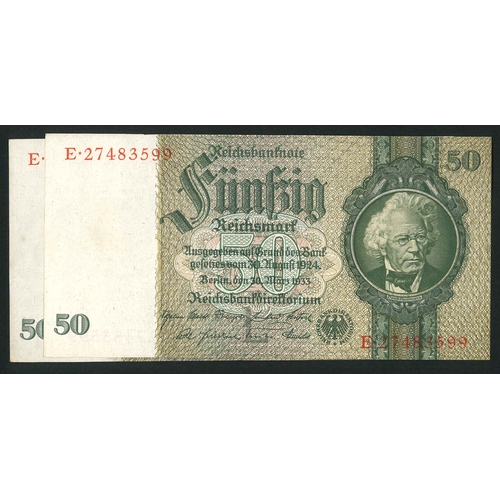 E·
E·27483599
Reichsbanknote
50
Fünfzig
Reichsmark
50
Ausgegeben auf Grund des Bank
gesetzes vom 30. August 1924
Berlin, den 30. März 1933
Reichsbankdirektorium
50
50
E·27483599